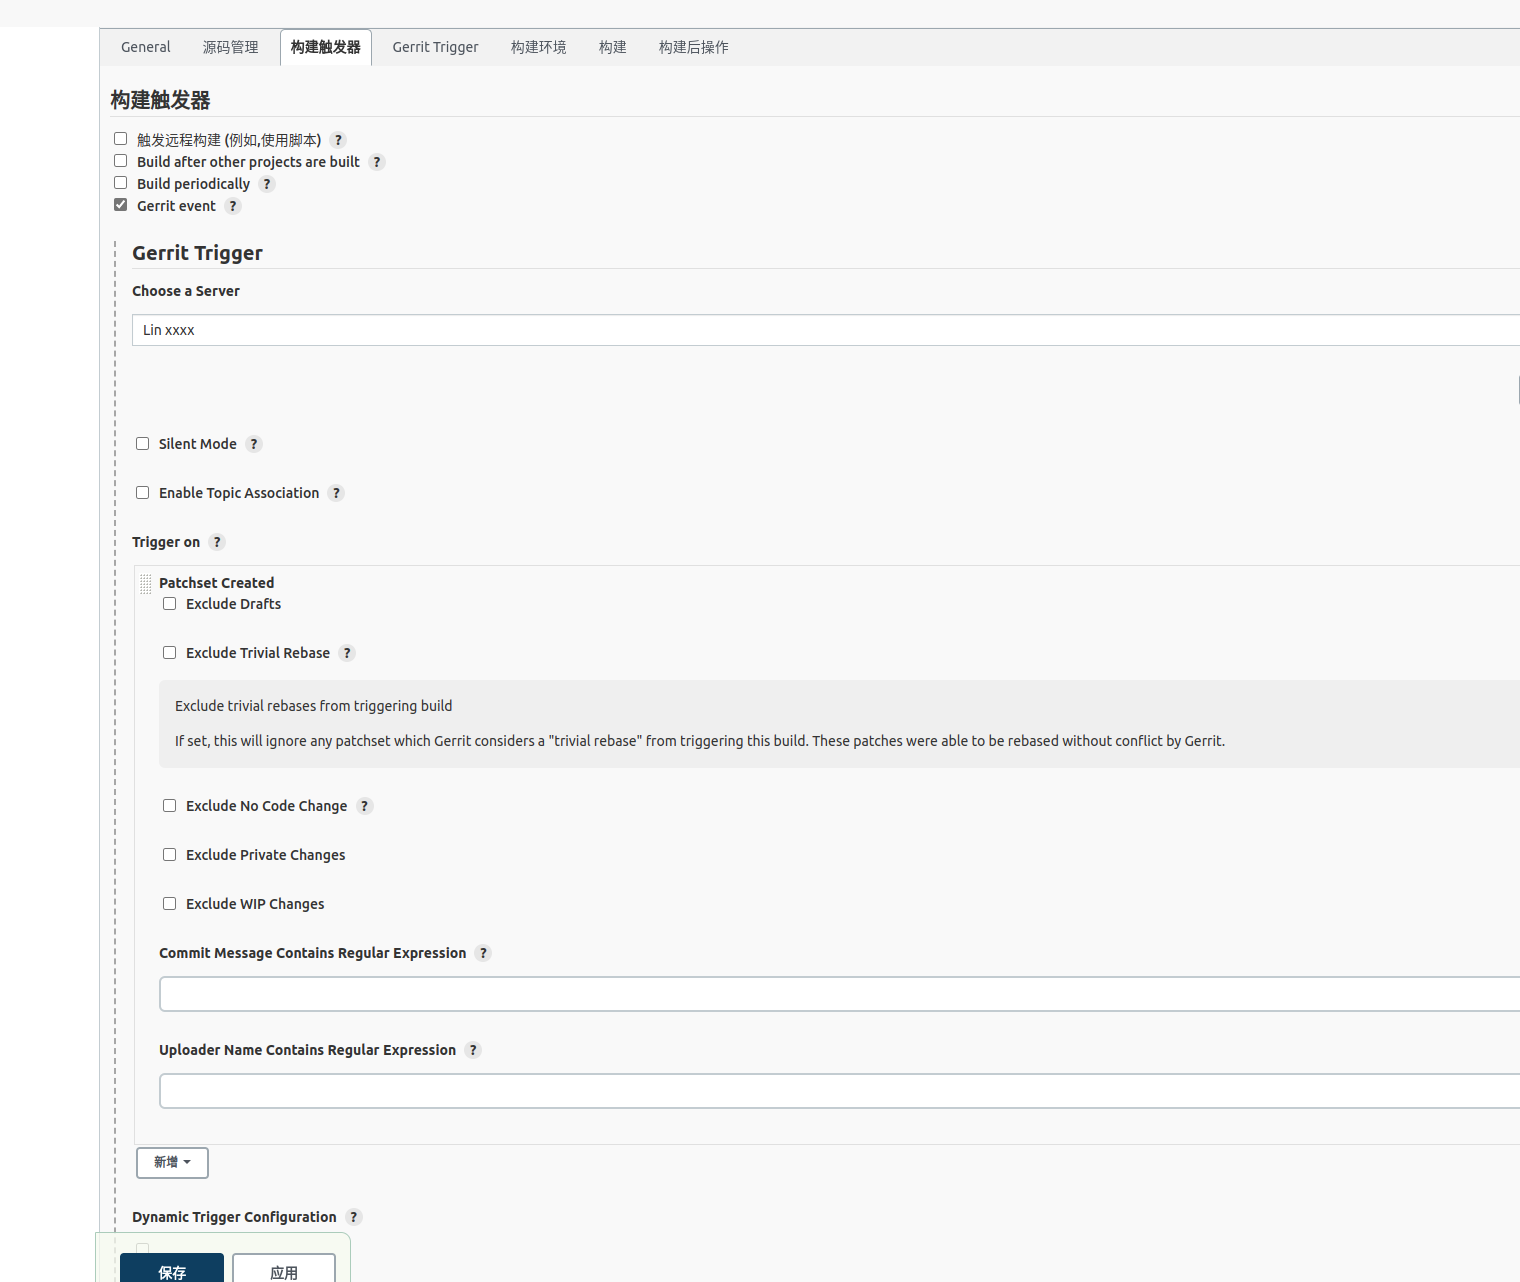 General 源码管理 构建触发器 Gerrit Trigger 构建环境 构建 构建后操作
构建触发器
触发远程构建 (例如,使用脚本) ?
Build after other projects are built ?
Build periodically ?
Gerrit event ?
Gerrit Trigger
Choose a Server
Lin xxxx
Silent Mode ?
Enable Topic Association ?
Trigger on ?
Patchset Created
Exclude Drafts
Exclude Trivial Rebase ?
Exclude trivial rebases from triggering build
If set, this will ignore any patchset which Gerrit considers a "trivial rebase" from triggering this build. These patches were able to be rebased without conflict by Gerrit.
Exclude No Code Change ?
Exclude Private Changes
Exclude WIP Changes
Commit Message Contains Regular Expression ?
Uploader Name Contains Regular Expression ?
新增
Dynamic Trigger Configuration ?
保存 应用